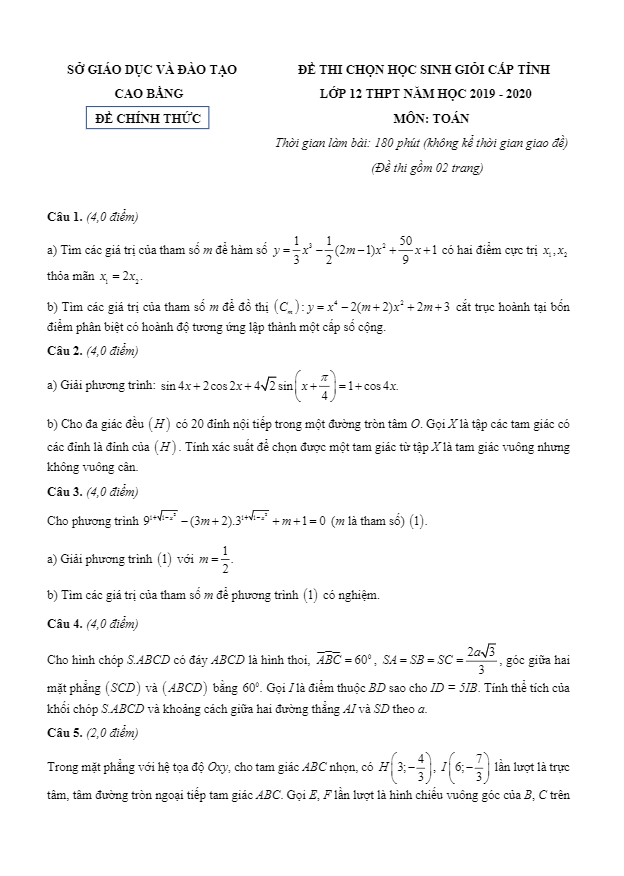 SỞ GIÁO DỤC VÀ ĐÀO TẠO
CAO BẰNG
ĐỀ CHÍNH THỨC
ĐỀ THI CHỌN HỌC SINH GIỎI CẤP TỈNH
LỚP 12 THPT NĂM HỌC 2019 - 2020
MÔN: TOÁN
Thời gian làm bài: 180 phút (không kể thời gian giao đề)
(Đề thi gồm 02 trang)
Câu 1. (4,0 điểm)
a) Tìm các giá trị của tham số m để hàm số $y = \frac{1}{3}x^3 - \frac{1}{2}(2m-1)x^2 + \frac{50}{9}x + 1$ có hai điểm cực trị $x_1, x_2$
thỏa mãn $x_1 = 2x_2$.
b) Tìm các giá trị của tham số m để đồ thị $(C_m): y = x^4 - 2(m+2)x^2 + 2m + 3$ cắt trục hoành tại bốn
điểm phân biệt có hoành độ tương ứng lập thành một cấp số cộng.
Câu 2. (4,0 điểm)
a) Giải phương trình: $\sin 4x + 2\cos 2x + 4\sqrt{2}\sin\left(x + \frac{\pi}{4}\right) = 1 + \cos 4x.$
b) Cho đa giác đều (H) có 20 đỉnh nội tiếp trong một đường tròn tâm O. Gọi X là tập các tam giác có
các đỉnh là đỉnh của (H). Tính xác suất để chọn được một tam giác từ tập X là tam giác vuông nhưng
không vuông cân.
Câu 3. (4,0 điểm)
Cho phương trình $9^{1+\sqrt{1-x^2}} - (3m+2).3^{1+\sqrt{1-x^2}} + m + 1 = 0$ (m là tham số) (1).
a) Giải phương trình (1) với $m = \frac{1}{2}$.
b) Tìm các giá trị của tham số m để phương trình (1) có nghiệm.
Câu 4. (4,0 điểm)
Cho hình chóp S.ABCD có đáy ABCD là hình thoi, $\overline{ABC} = 60^0$, $SA = SB = SC = \frac{2a\sqrt{3}}{3}$, góc giữa hai
mặt phẳng (SCD) và (ABCD) bằng $60^0$. Gọi I là điểm thuộc BD sao cho ID = 5IB. Tính thể tích của
khối chóp S.ABCD và khoảng cách giữa hai đường thẳng AI và SD theo a.
Câu 5. (2,0 điểm)
Trong mặt phẳng với hệ tọa độ Oxy, cho tam giác ABC nhọn, có $H\left(3; -\frac{4}{3}\right)$, $I\left(6; -\frac{7}{3}\right)$ lần lượt là trực
tâm, tâm đường tròn ngoại tiếp tam giác ABC. Gọi E, F lần lượt là hình chiếu vuông góc của B, C trên